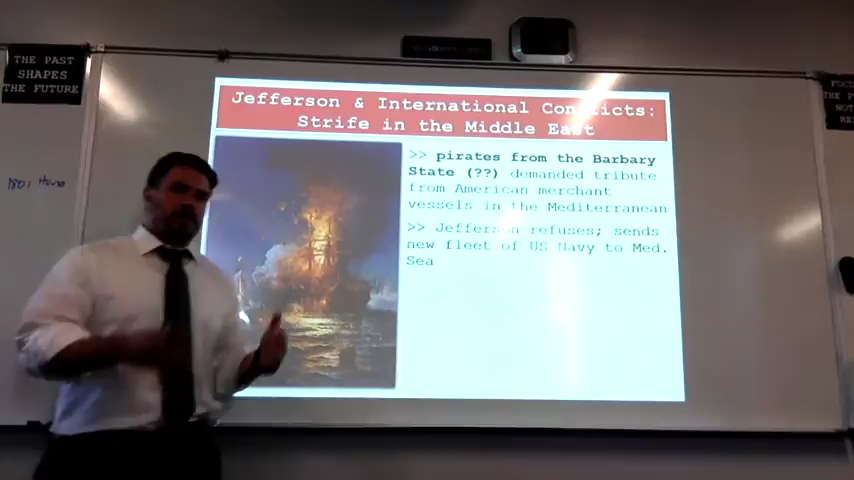 THE PAST
SHAPES
THE FUTURE
1801
Jefferson & International Conflicts:
Strife in the Middle East
>> pirates from the Barbary
State (??) demanded tribute
from American merchant
vessels in the Mediterranean
>> Jefferson refuses; sends
new fleet of US Navy to Med.
Sea